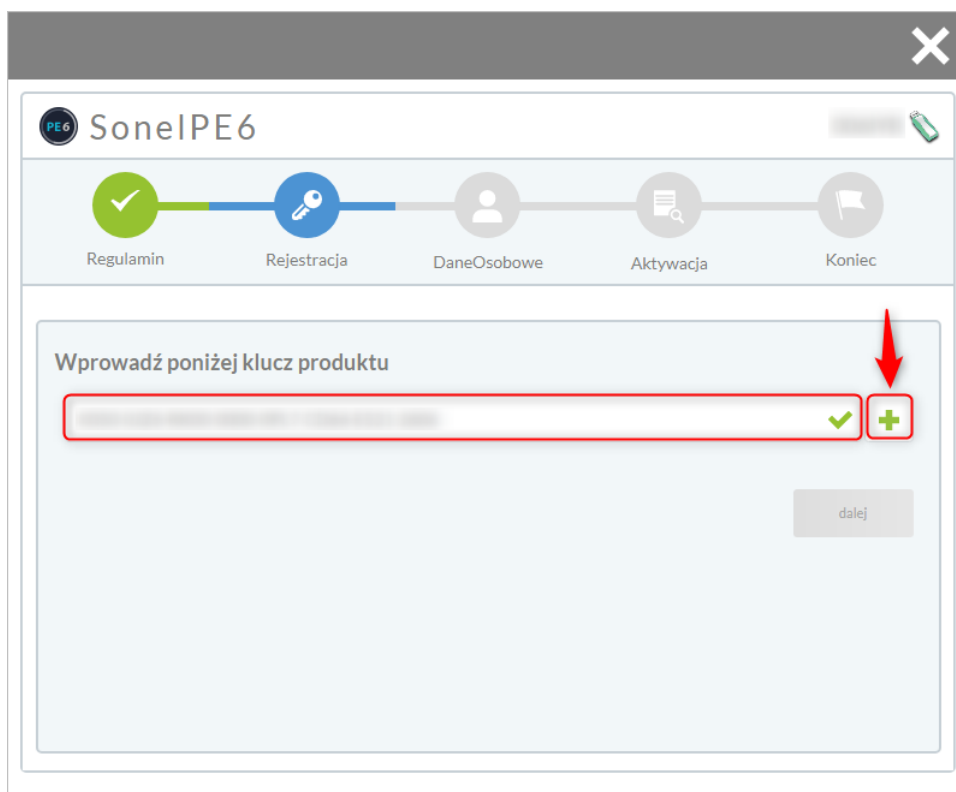 PE6
SonelPE6
Regulamin
Rejestracja
DaneOsobowe
Aktywacja
Koniec
Wprowadź poniżej klucz produktu
dalej